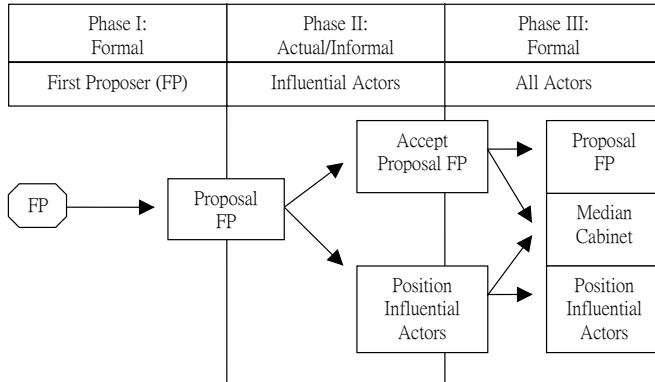 Phase I:
Formal
Phase II:
Actual/Informal
Phase III:
Formal
First Proposer (FP)
Influential Actors
All Actors
FP
Proposal
FP
Accept
Proposal FP
Position
Influential
Actors
Proposal
FP
Median
Cabinet
Position
Influential
Actors